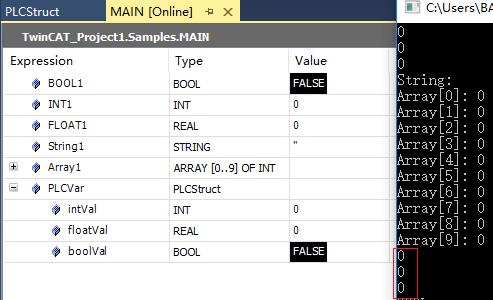 PLCStruct MAIN [Online] C:\Users\BA
TwinCAT_Project1.Samples.MAIN
Expression Type Value
BOOL1 BOOL FALSE
INT1 INT 0
FLOAT1 REAL 0
String1 STRING ''
Array1 ARRAY [0..9] OF INT
PLCVar PLCStruct
intVal INT 0
floatVal REAL 0
boolVal BOOL FALSE
0
0
0
String:
Array[0]: 0
Array[1]: 0
Array[2]: 0
Array[3]: 0
Array[4]: 0
Array[5]: 0
Array[6]: 0
Array[7]: 0
Array[8]: 0
Array[9]: 0
0
0
0